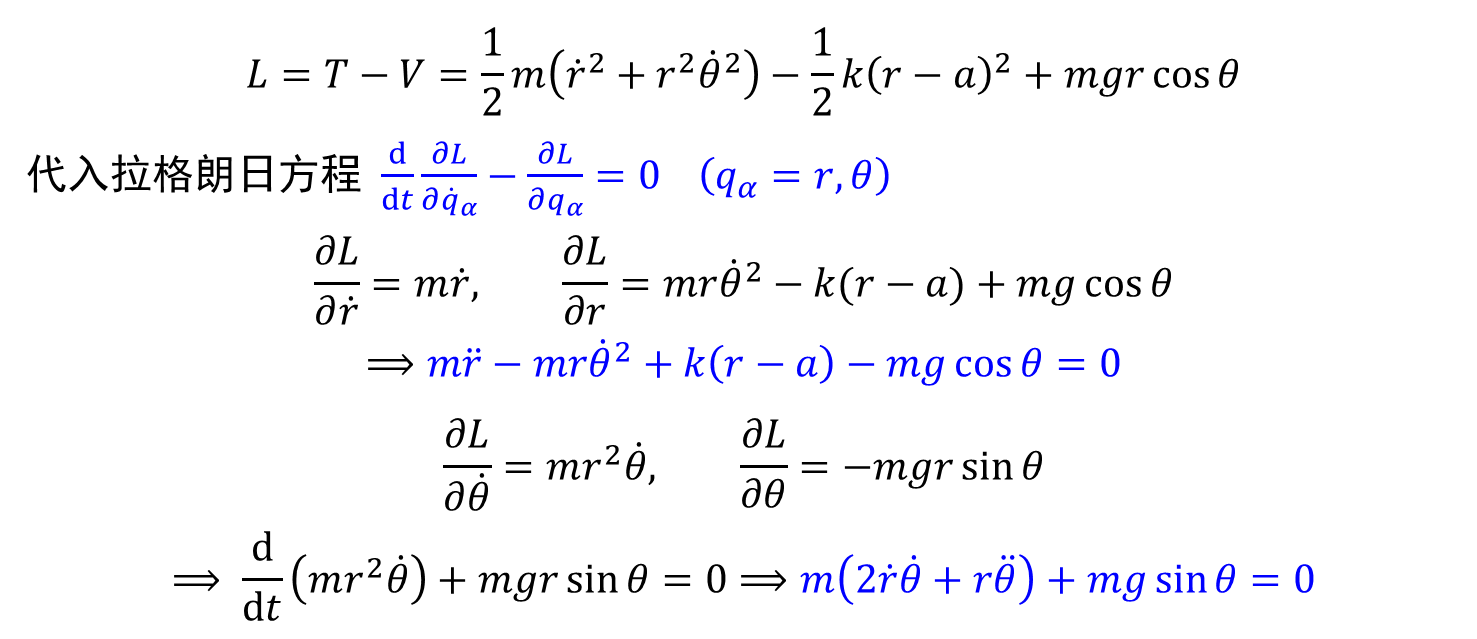 L = T − V = 1/2 m(ṙ² + r²θ̇²) − 1/2 k(r − a)² + mgr cos θ
代入拉格朗日方程 d/dt ∂L/∂q̇_α − ∂L/∂q_α = 0 (q_α = r, θ)
∂L/∂ṙ = mṙ, ∂L/∂r = mrθ̇² − k(r − a) + mg cos θ
⟹ mr̈ − mrθ̇² + k(r − a) − mg cos θ = 0
∂L/∂θ̇ = mr²θ̇, ∂L/∂θ = −mgr sin θ
⟹ d/dt (mr²θ̇) + mgr sin θ = 0 ⟹ m(2ṙθ̇ + rθ̈) + mg sin θ = 0